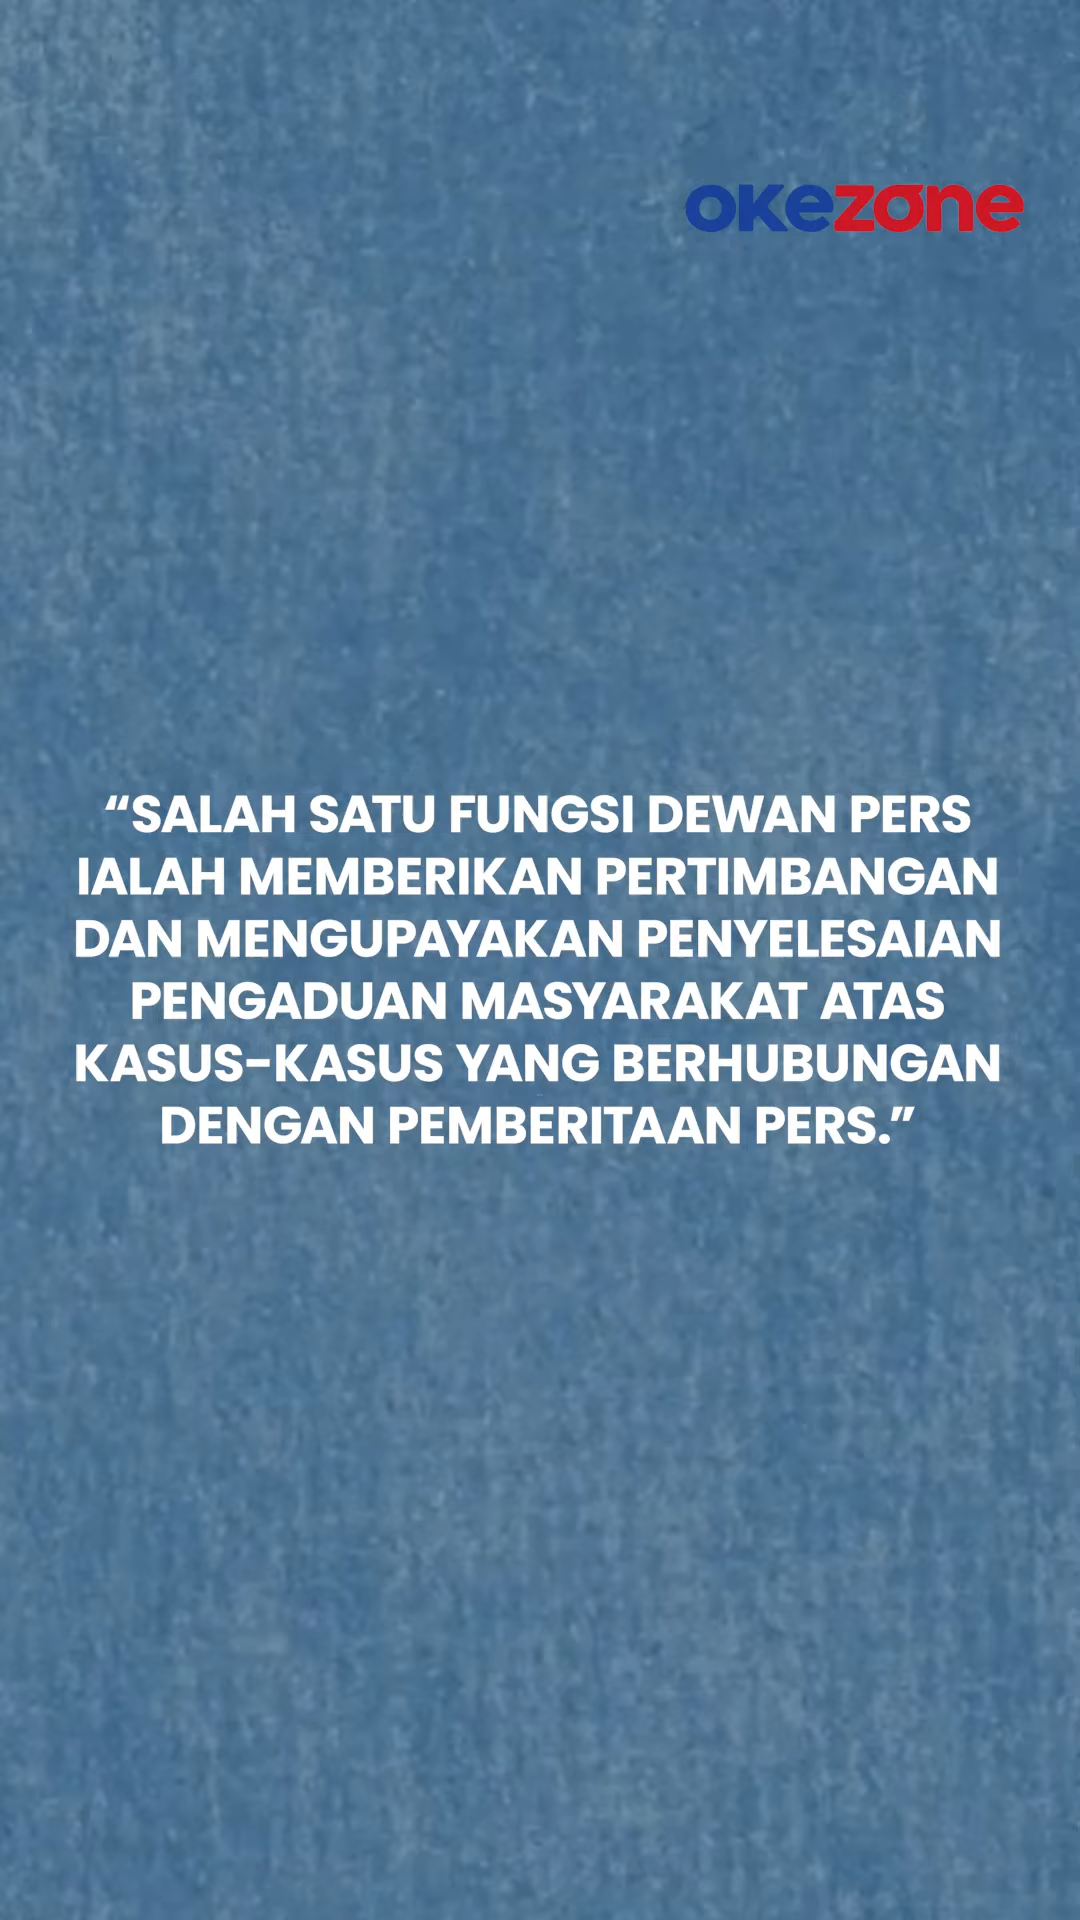 okezone
“SALAH SATU FUNGSI DEWAN PERS
IALAH MEMBERIKAN PERTIMBANGAN
DAN MENGUPAYAKAN PENYELESAIAN
PENGADUAN MASYARAKAT ATAS
KASUS-KASUS YANG BERHUBUNGAN
DENGAN PEMBERITAAN PERS.”